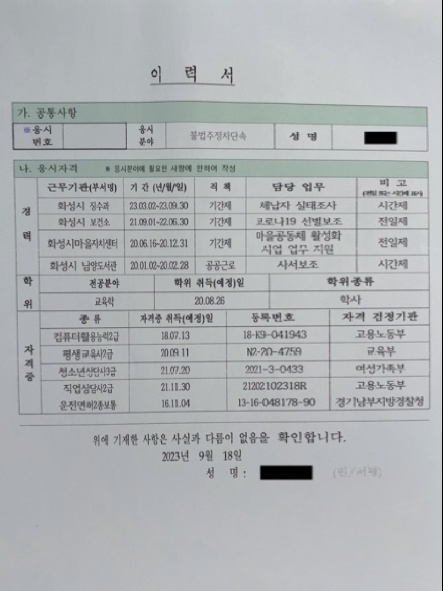 이 력 서
가. 공통사항
※응시 번호 응시 분야 불법주정차단속 성 명
나. 응시자격 ※ 응시분야에 필요한 사항에 한하여 작성
경력 근무기관(부서명) 기 간 (년/월/일) 직 책 담당 업무 비 고
화성시 징수과 23.03.02-23.09.30 기간제 체납자 실태조사 시간제
화성시 보건소 21.09.01-22.06.30 기간제 코로나19 선별보조 전일제
화성시마을자치센터 20.06.16-20.12.31 기간제 마을공동체 활성화 사업 업무 지원 전일제
화성시 남양도서관 20.01.02-20.02.28 공공근로 사서보조 시간제
학위 전공분야 학위 취득(예정)일 학위종류
교육학 20.08.26 학사
자격증 종 류 자격증 취득(예정)일 등록번호 자격 검정기관
컴퓨터활용능력2급 18.07.13 18-K9-041943 고용노동부
평생교육사2급 20.09.11 교육부
청소년상담사3급 21.07.20 2021-3-0433 여성가족부
직업상담사2급 21.11.30 21202102318R 고용노동부
운전면허2종보통 16.11.04 13-16-048178-90 경기남부지방경찰청
위에 기재한 사항은 사실과 다름이 없음을 확인합니다.
2023년 9월 18일
성 명 :
(인/서명)